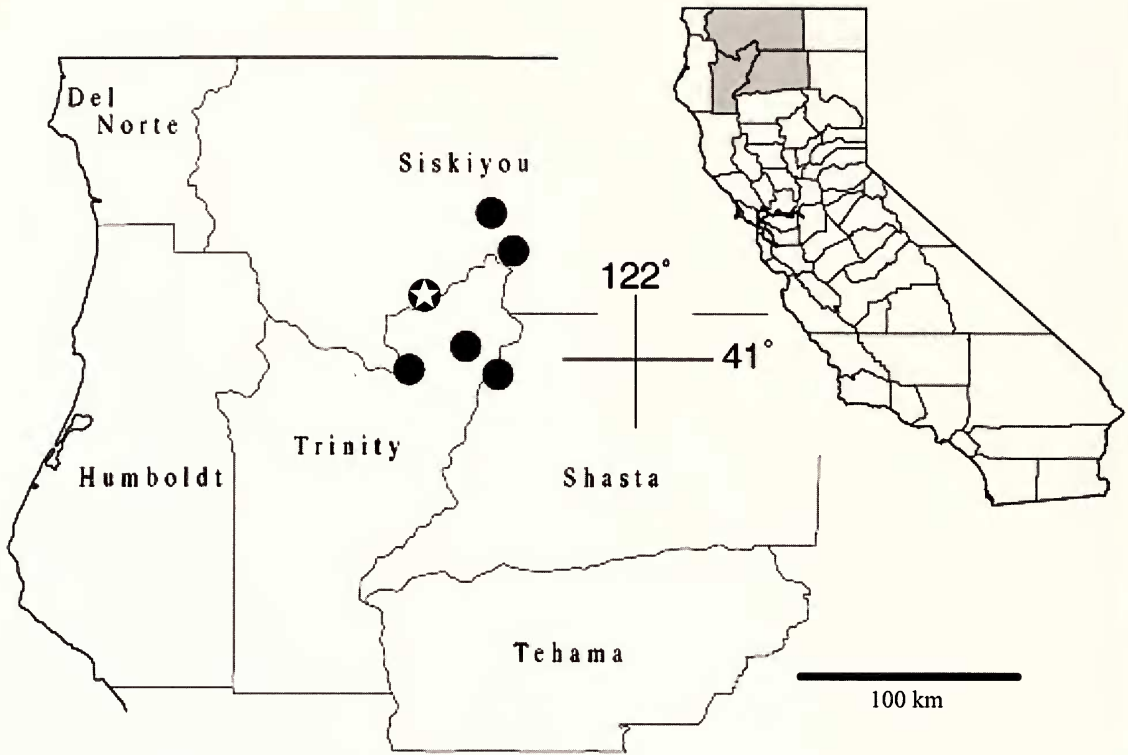 Del
Norte
Siskiyou
122°
41°
Trinity
Humboldt
Shasta
Tehama
100 km